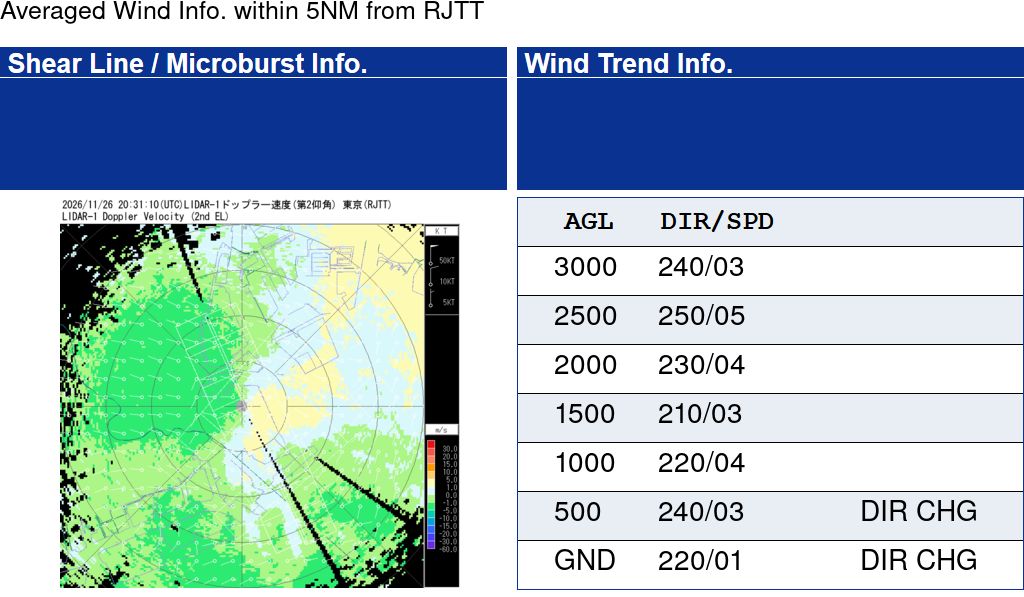 Averaged Wind Info. within 5NM from RJTT
Shear Line / Microburst Info.
Wind Trend Info.
2026/11/26 20:31:10(UTC)LIDAR-1ドップラー速度(第2仰角) 東京(RJTT)
LIDAR-1 Doppler Velocity (2nd EL)
K T
50KT
10KT
5KT
m/s
30.0
20.0
15.0
10.0
5.0
1.0
0.0
-1.0
-5.0
-10.0
-15.0
-20.0
-30.0
-60.0
AGL DIR/SPD
3000 240/03
2500 250/05
2000 230/04
1500 210/03
1000 220/04
500 240/03 DIR CHG
GND 220/01 DIR CHG